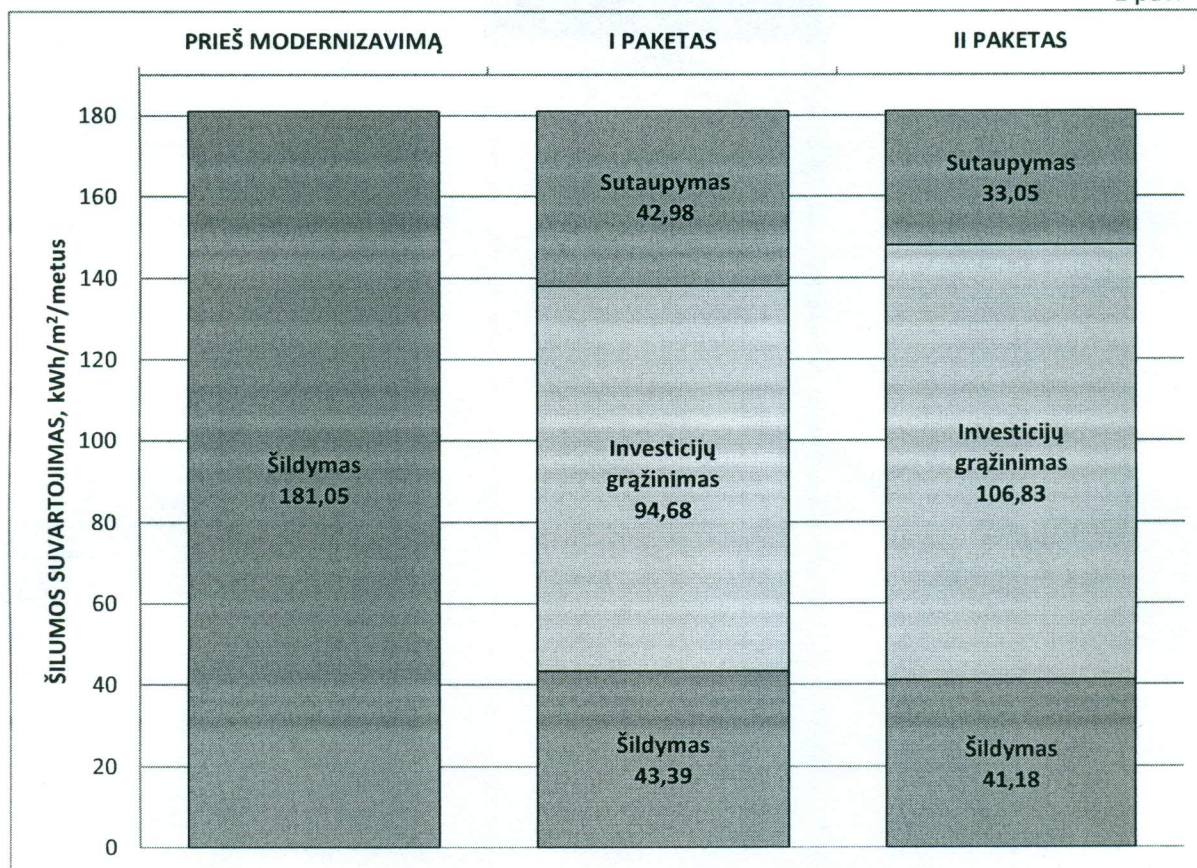 PRIEŠ MODERNIZAVIMĄ
I PAKETAS
II PAKETAS
ŠILUMOS SUVARTOJIMAS, kWh/m²/metus
180
160
140
120
100
80
60
40
20
0
Šildymas
181,05
Sutaupymas
42,98
Investicijų
grąžinimas
94,68
Šildymas
43,39
Sutaupymas
33,05
Investicijų
grąžinimas
106,83
Šildymas
41,18